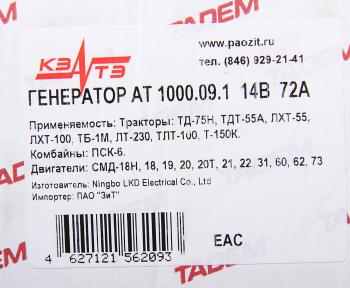 TADEM
КЗАТЭ
www.paozit.ru
тел. (846) 929-21-41
ГЕНЕРАТОР АТ 1000.09.1 14В 72А
Применяемость: Тракторы: ТД-75Н, ТДТ-55А, ЛХТ-55,
ЛХТ-100, ТБ-1М, ЛТ-230, ТЛТ-100, Т-150К.
Комбайны: ПСК-6.
Двигатели: СМД-18Н, 18, 19, 20, 20Т, 21, 22, 31, 60, 62, 73
Изготовитель: Ningbo LKD Electrical Co., Ltd
Импортер: ПАО "ЗиТ"
EAC
4 627121 562093
TADEM
TADEM